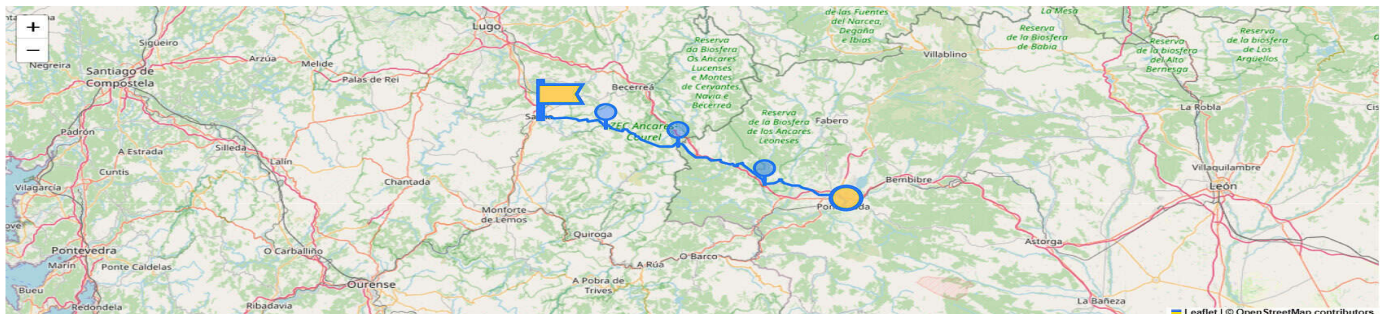 +
−
Negreira
Sigueiro
Santiago de
Compostela
Arzúa
Melide
Palas de Rei
Lugo
Becerreá
Reserva
da Biosfera
Os Ancares
Lucenses
e Montes
de Cervantes,
Navia e
Becerreá
de las Fuentes
del Narcea,
Degaña
e Ibias
Villablino
La Mesa
Reserva
de la Biosfera
de Babia
Reserva
de la Biosfera
del Alto
Bernesga
Reserva
de la biosfera
de Los
Argüellos
La Robla
Padrón
A Estrada
Silleda
Lalín
Chantada
ZEC Ancares
Courel
Reserva
de la Biosfera
de los Ancares
Leoneses
Fabero
Bembibre
Villaquilambre
León
Vilagarcía
Cuntis
Monforte
de Lemos
Quiroga
A Rúa
O Barco
A Pobra de
Trives
Astorga
La Bañeza
Pontevedra
Marín
Ponte Caldelas
O Carballiño
Ourense
Ribadavia
Bueu
Redondela
Leaflet | © OpenStreetMap contributors